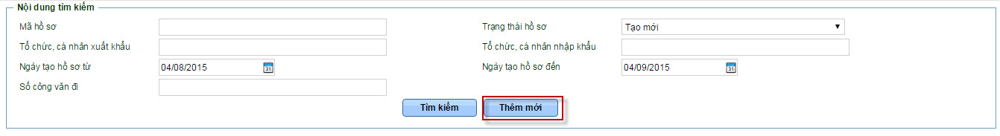 Nội dung tìm kiếm
Mã hồ sơ
Trạng thái hồ sơ
Tạo mới
Tổ chức, cá nhân xuất khẩu
Tổ chức, cá nhân nhập khẩu
Ngày tạo hồ sơ từ
04/08/2015
31
Ngày tạo hồ sơ đến
04/09/2015
31
Số công văn đi
Tìm kiếm
Thêm mới